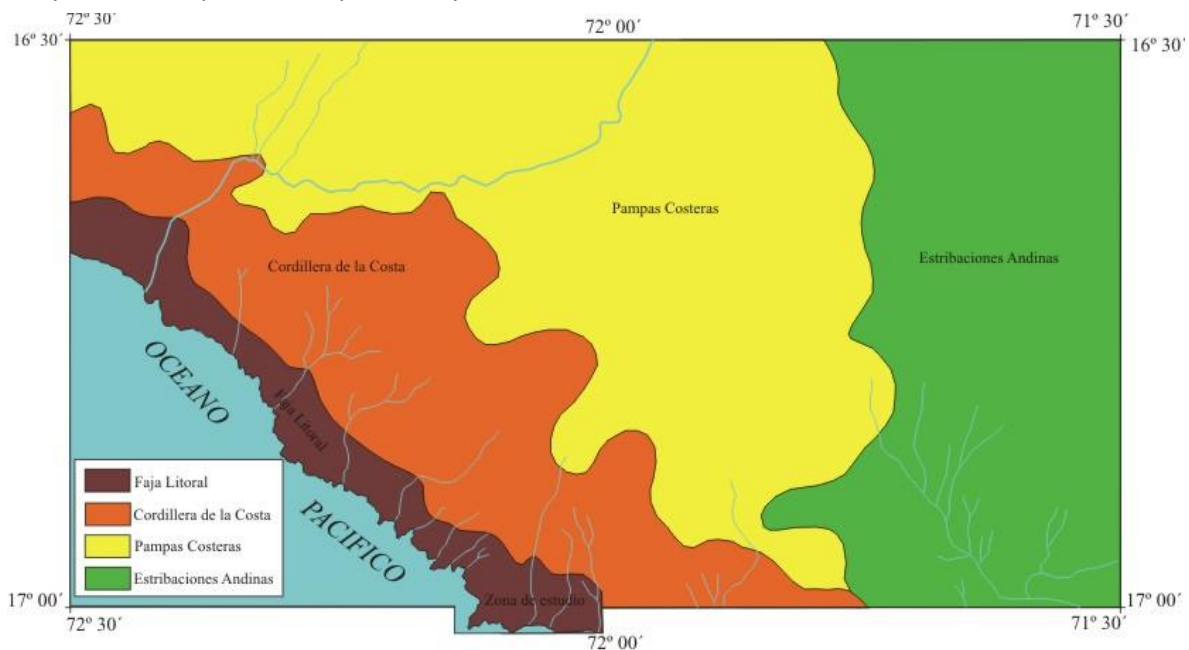 72º 30´
72º 00´
71º 30´
16º 30´
16º 30´
Pampas Costeras
Cordillera de la Costa
Estribaciones Andinas
OCEANO
Faja Litoral
PACIFICO
Faja Litoral
Cordillera de la Costa
Pampas Costeras
Estribaciones Andinas
Zona de estudio
17º 00´
17º 00´
72º 30´
72º 00´
71º 30´